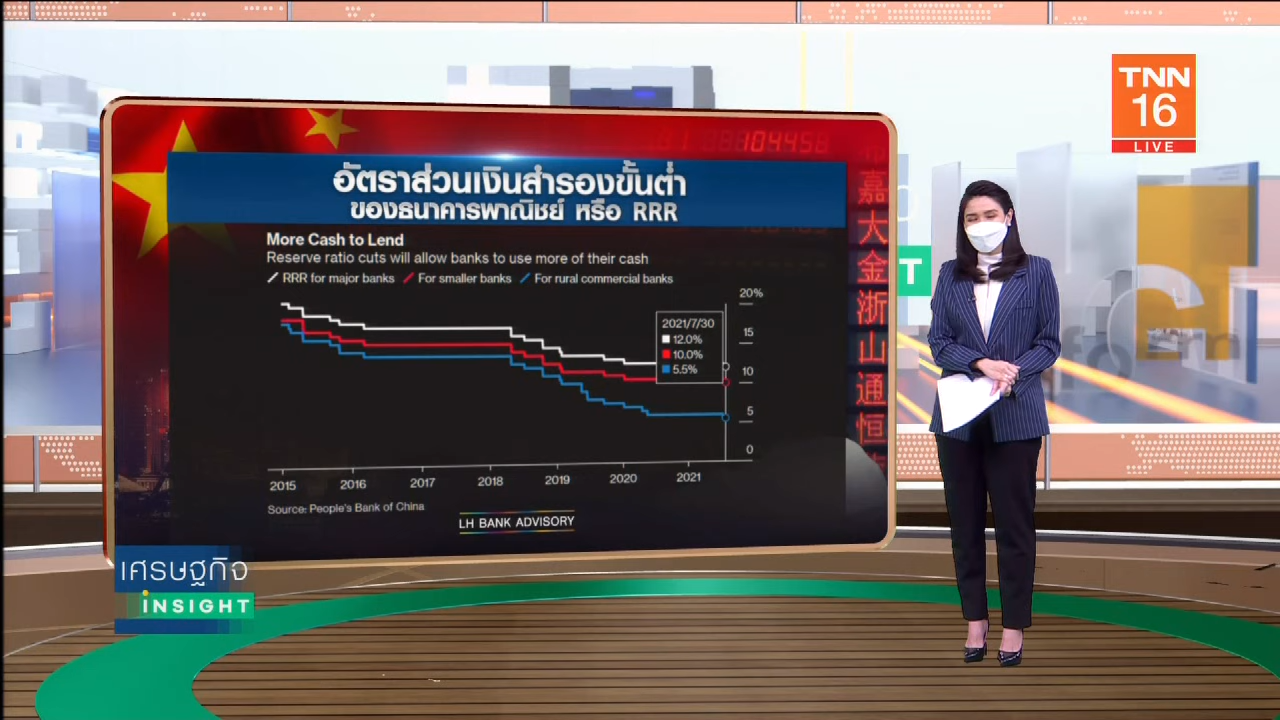 TNN
16
LIVE
อัตราส่วนเงินสำรองขั้นต่ำ
ของธนาคารพาณิชย์ หรือ RRR
More Cash to Lend
Reserve ratio cuts will allow banks to use more of their cash
RRR for major banks For smaller banks For rural commercial banks
20%
15
10
5
0
2021/7/30
12.0%
10.0%
5.5%
2015 2016 2017 2018 2019 2020 2021
Source: People's Bank of China
LH BANK ADVISORY
嘉
大
金
浙
山
通
恒
T
เศรษฐกิจ
INSIGHT